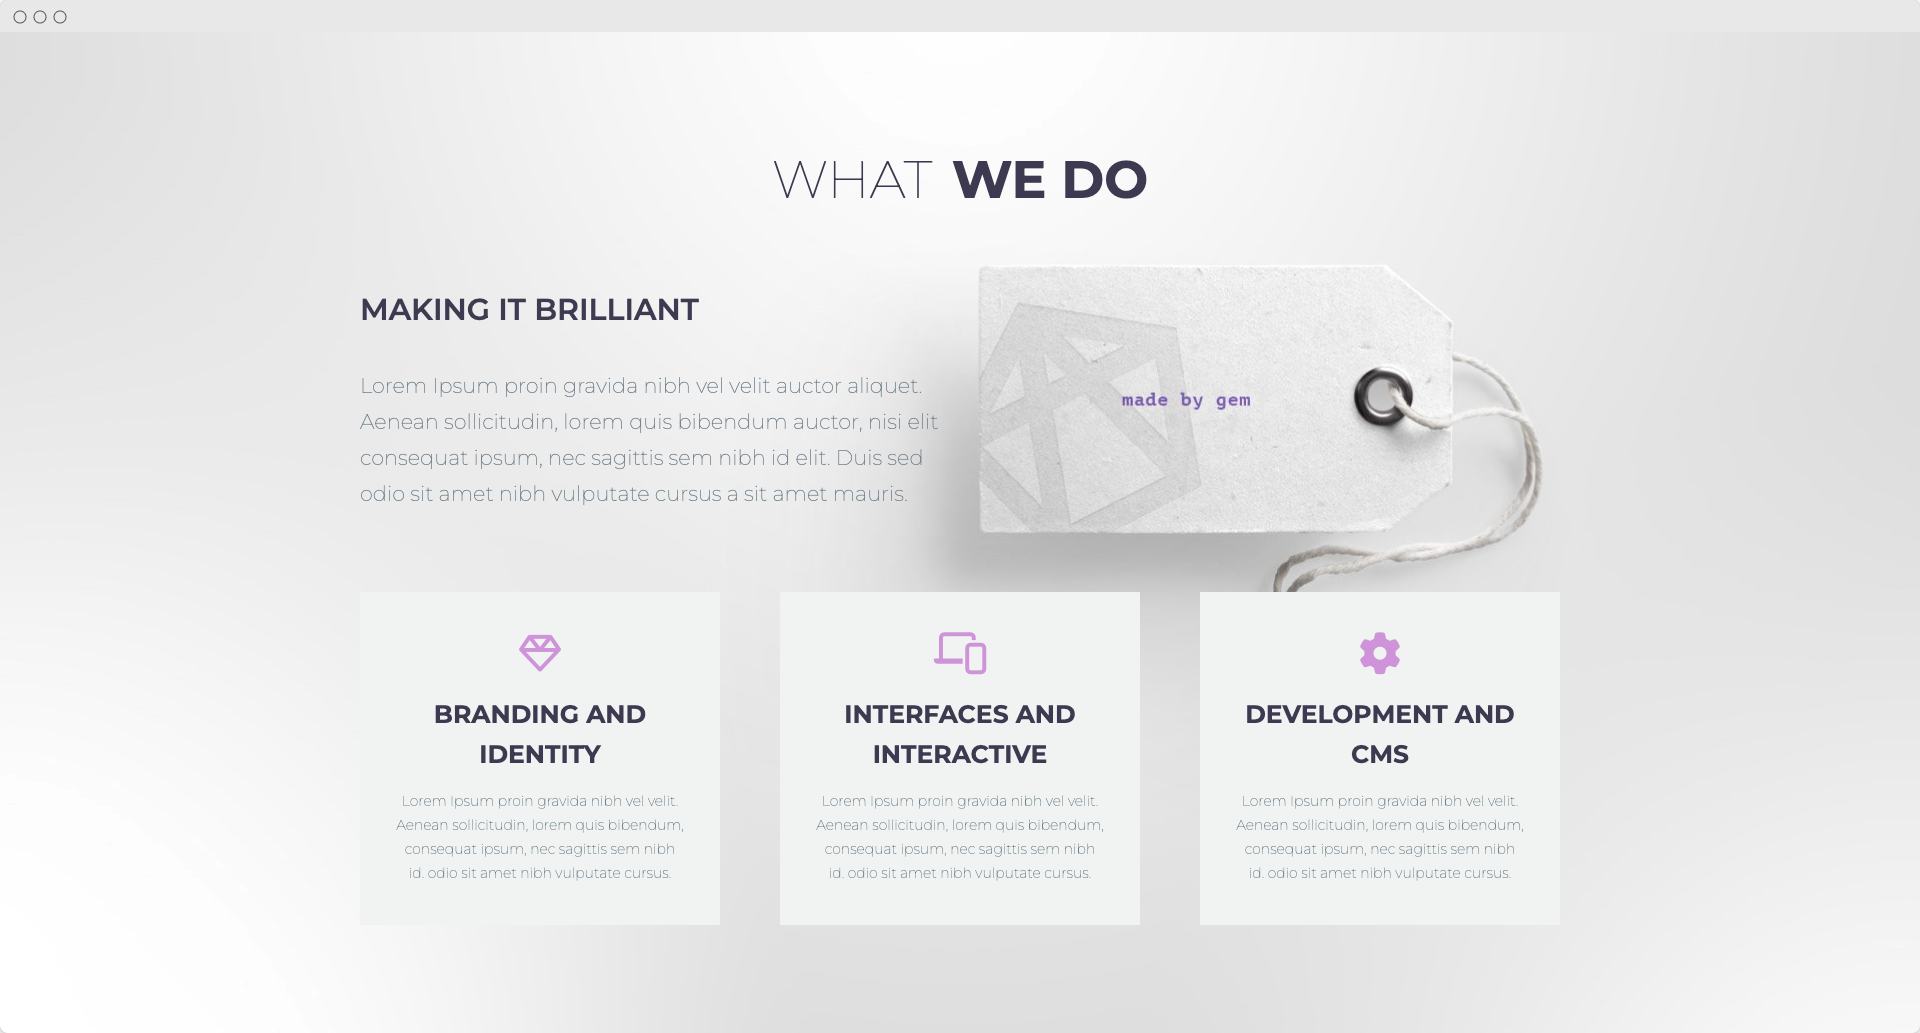 WHAT WE DO
MAKING IT BRILLIANT
Lorem Ipsum proin gravida nibh vel velit auctor aliquet.
Aenean sollicitudin, lorem quis bibendum auctor, nisi elit
consequat ipsum, nec sagittis sem nibh id elit. Duis sed
odio sit amet nibh vulputate cursus a sit amet mauris.
made by gem
BRANDING AND
IDENTITY
Lorem Ipsum proin gravida nibh vel velit.
Aenean sollicitudin, lorem quis bibendum,
consequat ipsum, nec sagittis sem nibh
id. odio sit amet nibh vulputate cursus.
INTERFACES AND
INTERACTIVE
Lorem Ipsum proin gravida nibh vel velit.
Aenean sollicitudin, lorem quis bibendum,
consequat ipsum, nec sagittis sem nibh
id. odio sit amet nibh vulputate cursus.
DEVELOPMENT AND
CMS
Lorem Ipsum proin gravida nibh vel velit.
Aenean sollicitudin, lorem quis bibendum,
consequat ipsum, nec sagittis sem nibh
id. odio sit amet nibh vulputate cursus.